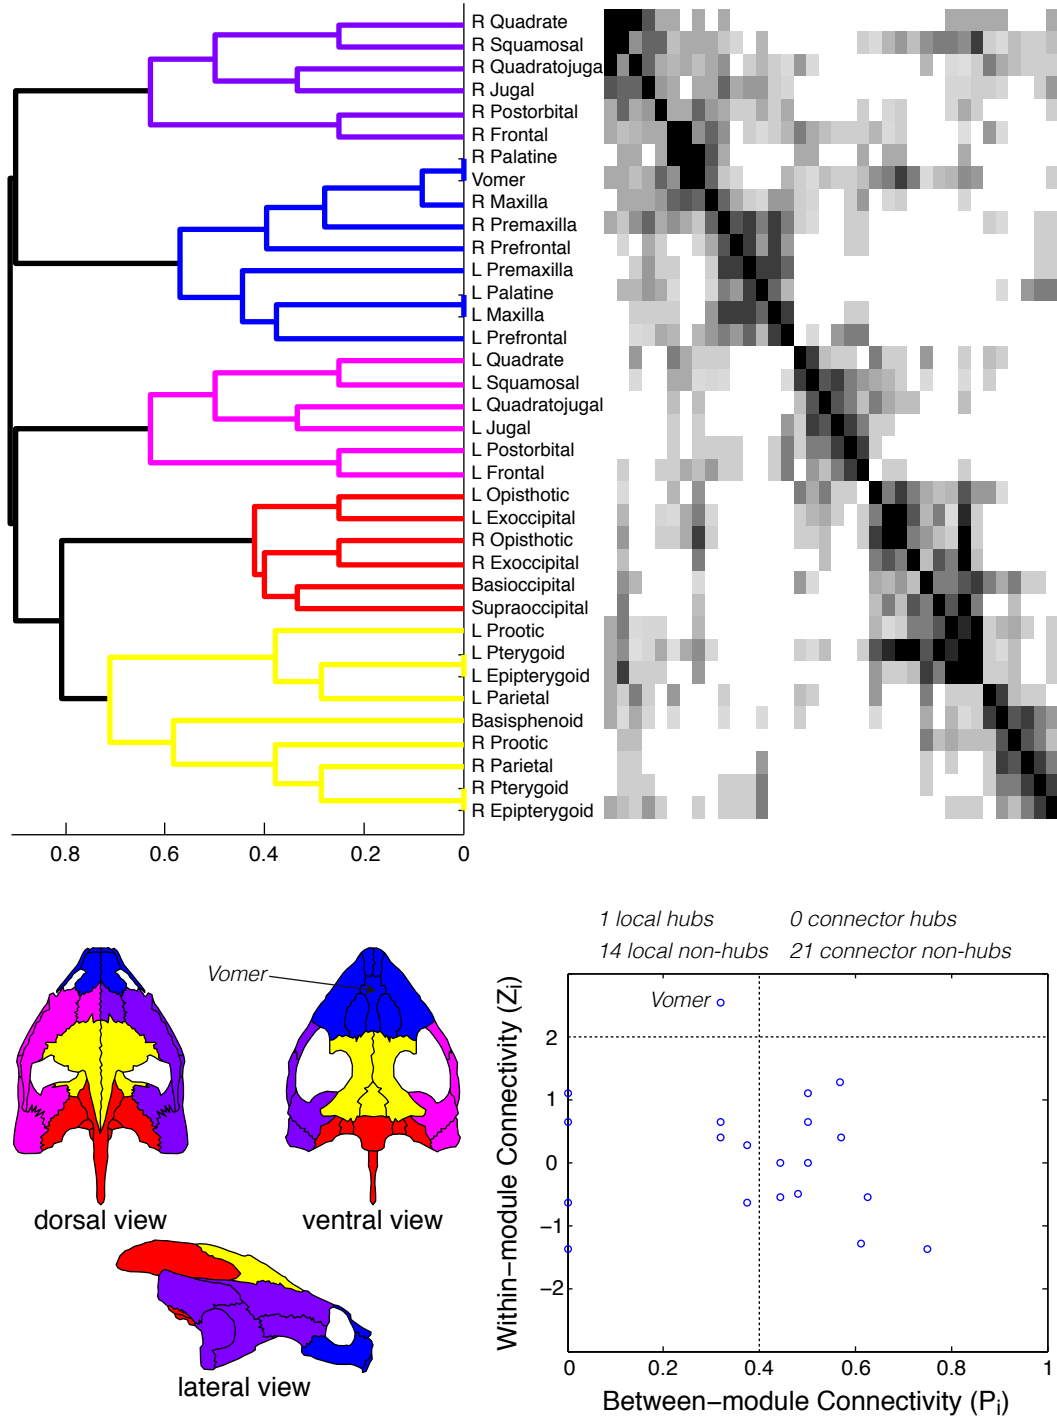 R Quadrate
R Squamosal
R Quadratojuga
R Jugal
R Postorbital
R Frontal
R Palatine
Vomer
R Maxilla
R Premaxilla
R Prefrontal
L Premaxilla
L Palatine
L Maxilla
L Prefrontal
L Quadrate
L Squamosal
L Quadratojugal
L Jugal
L Postorbital
L Frontal
L Opisthotic
L Exoccipital
R Opisthotic
R Exoccipital
Basioccipital
Supraoccipital
L Prootic
L Pterygoid
L Epipterygoid
L Parietal
Basisphenoid
R Prootic
R Parietal
R Pterygoid
R Epipterygoid
0.8 0.6 0.4 0.2 0
Vomer
dorsal view
ventral view
lateral view
1 local hubs 0 connector hubs
14 local non-hubs 21 connector non-hubs
Vomer
Within-module Connectivity (Zi)
2
1
0
−1
−2
0 0.2 0.4 0.6 0.8 1
Between-module Connectivity (Pi)